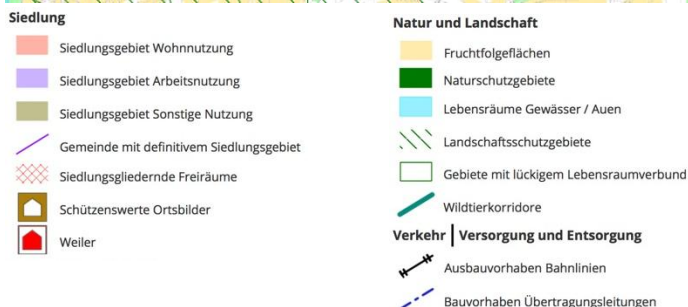 Siedlung
Siedlungsgebiet Wohnnutzung
Siedlungsgebiet Arbeitsnutzung
Siedlungsgebiet Sonstige Nutzung
Gemeinde mit definitivem Siedlungsgebiet
Siedlungsgliedernde Freiräume
Schützenswerte Ortsbilder
Weiler
Natur und Landschaft
Fruchtfolgeflächen
Naturschutzgebiete
Lebensräume Gewässer / Auen
Landschaftsschutzgebiete
Gebiete mit lückigem Lebensraumverbund
Wildtierkorridore
Verkehr | Versorgung und Entsorgung
Ausbauvorhaben Bahnlinien
Bauvorhaben Übertragungsleitungen